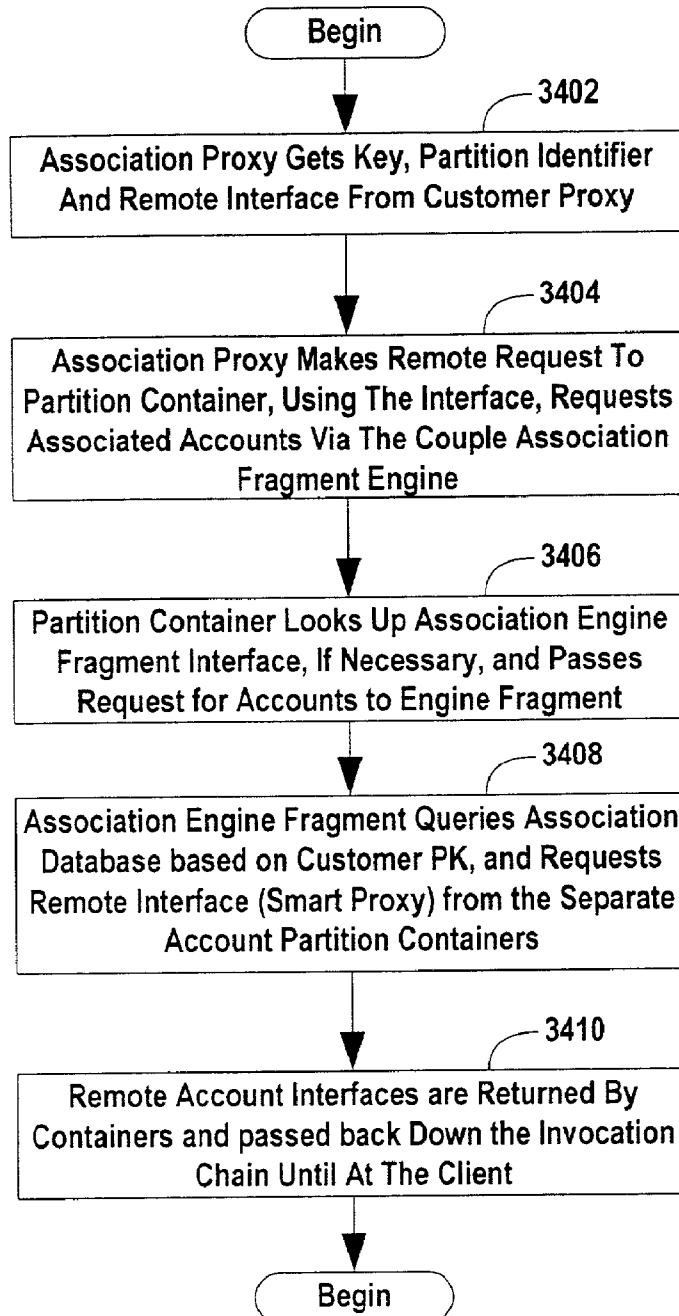 Begin
3402
Association Proxy Gets Key, Partition Identifier
And Remote Interface From Customer Proxy
3404
Association Proxy Makes Remote Request To
Partition Container, Using The Interface, Requests
Associated Accounts Via The Couple Association
Fragment Engine
3406
Partition Container Looks Up Association Engine
Fragment Interface, If Necessary, and Passes
Request for Accounts to Engine Fragment
3408
Association Engine Fragment Queries Association
Database based on Customer PK, and Requests
Remote Interface (Smart Proxy) from the Separate
Account Partition Containers
3410
Remote Account Interfaces are Returned By
Containers and passed back Down the Invocation
Chain Until At The Client
Begin